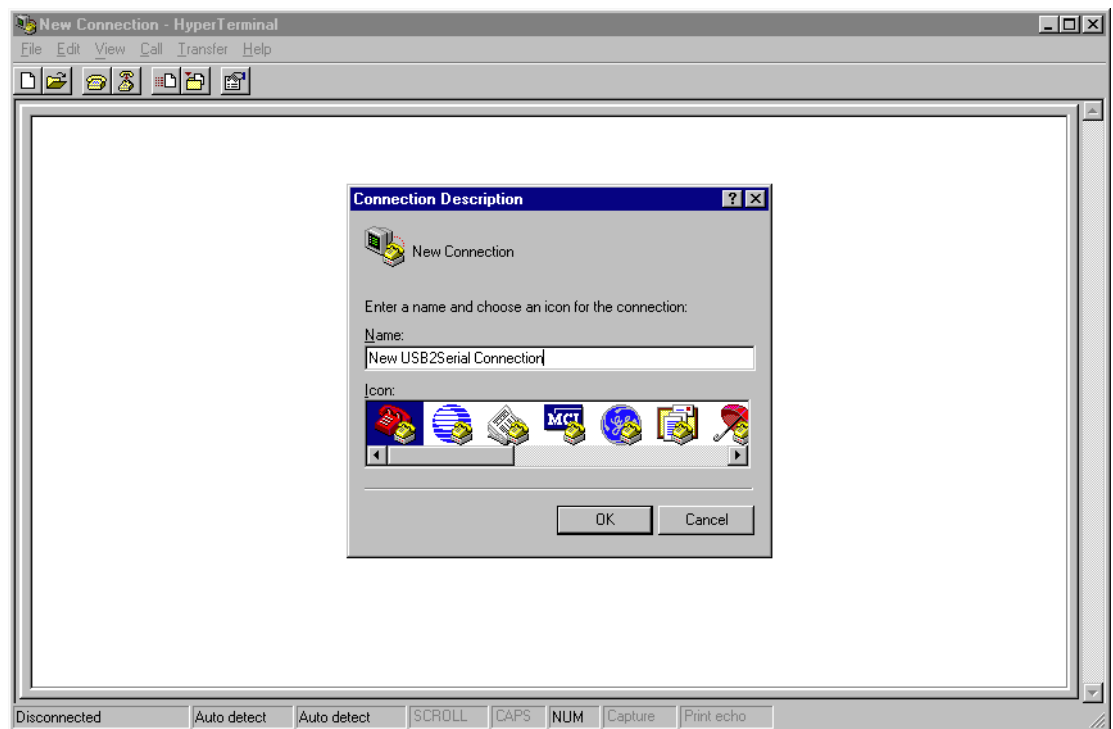 New Connection - HyperTerminal
File Edit View Call Transfer Help
Connection Description
New Connection
Enter a name and choose an icon for the connection:
Name:
New USB2Serial Connection
Icon:
MCI
OK Cancel
Disconnected Auto detect Auto detect SCROLL CAPS NUM Capture Print echo